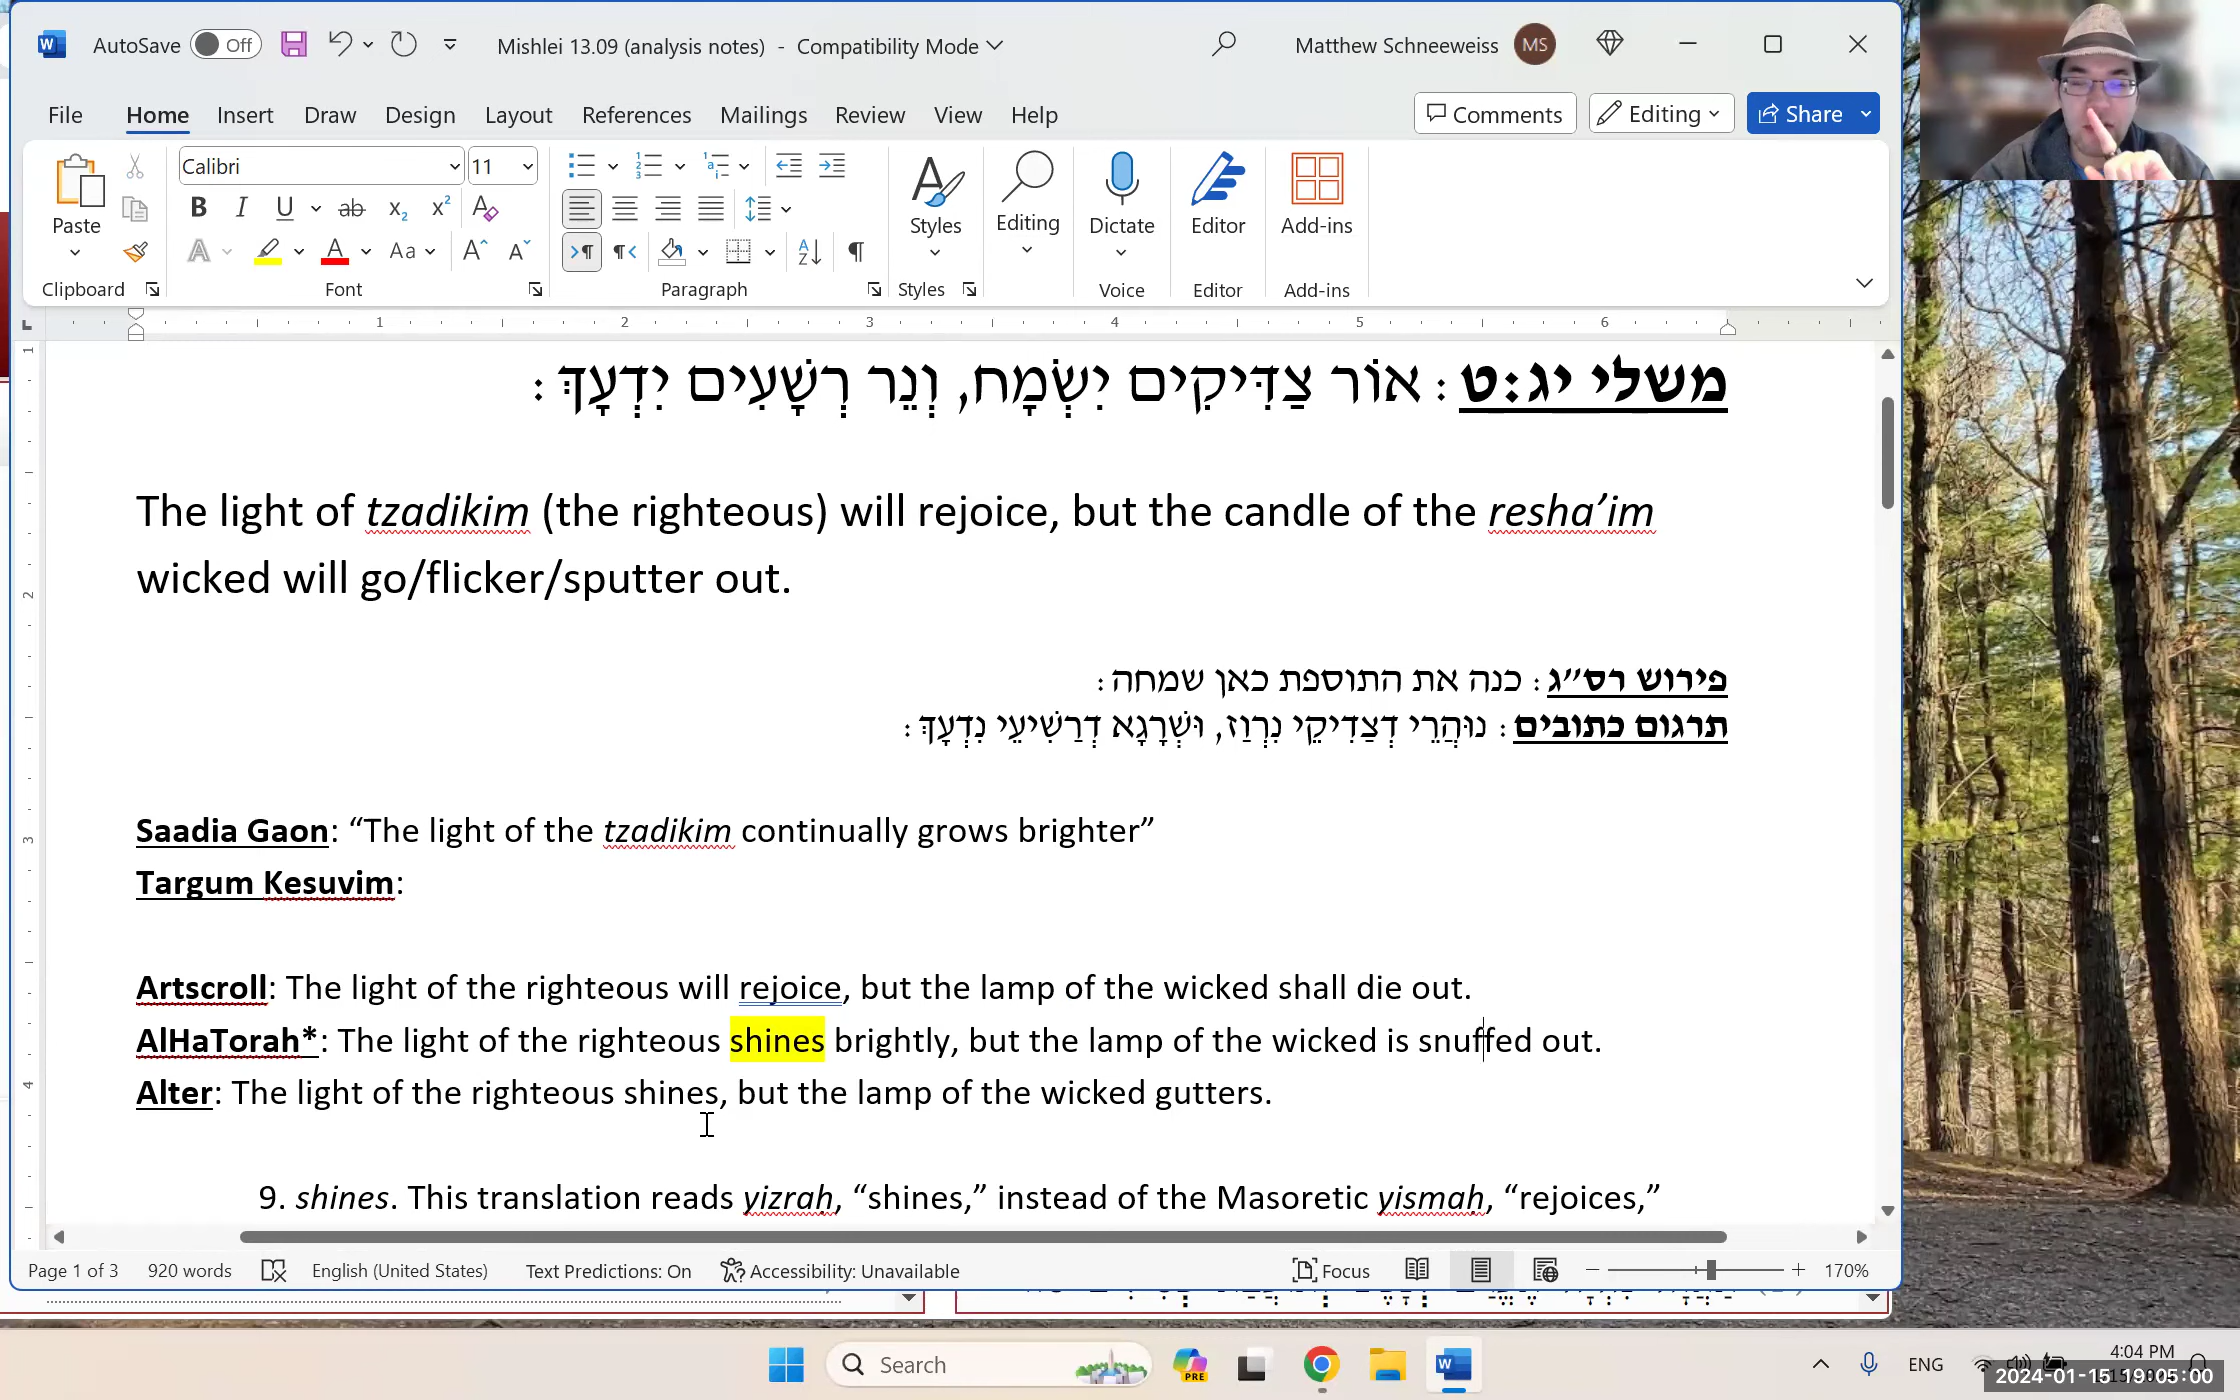 AutoSave Off Mishlei 13.09 (analysis notes) - Compatibility Mode Matthew Schneeweiss MS
File Home Insert Draw Design Layout References Mailings Review View Help Comments Editing Share
Calibri 11
Paste Styles Editing Dictate Editor Add-ins
Clipboard Font Paragraph Styles Voice Editor Add-ins
1 2 3 4 5 6
משלי יג:ט: אוֹר צַדִּיקִים יִשְׂמָח, וְנֵר רְשָׁעִים יִדְעָךְ:
The light of tzadikim (the righteous) will rejoice, but the candle of the resha’im
wicked will go/flicker/sputter out.
פירוש רס״ג: כנה את התוספת כאן שמחה:
תרגום כתובים: נוּהֲרֵי דְצַדִיקֵי נִרְוַז, וּשְׁרָגָא דְרַשִׁיעֵי נִדְעָךְ:
Saadia Gaon: “The light of the tzadikim continually grows brighter”
Targum Kesuvim:
Artscroll: The light of the righteous will rejoice, but the lamp of the wicked shall die out.
AlHaTorah*: The light of the righteous shines brightly, but the lamp of the wicked is snuffed out.
Alter: The light of the righteous shines, but the lamp of the wicked gutters.
9. shines. This translation reads yizraḥ, “shines,” instead of the Masoretic yismaḥ, “rejoices,”
Page 1 of 3 920 words English (United States) Text Predictions: On Accessibility: Unavailable Focus 170%
Search PRE ENG 4:04 PM
2024-01-15 19:05:00